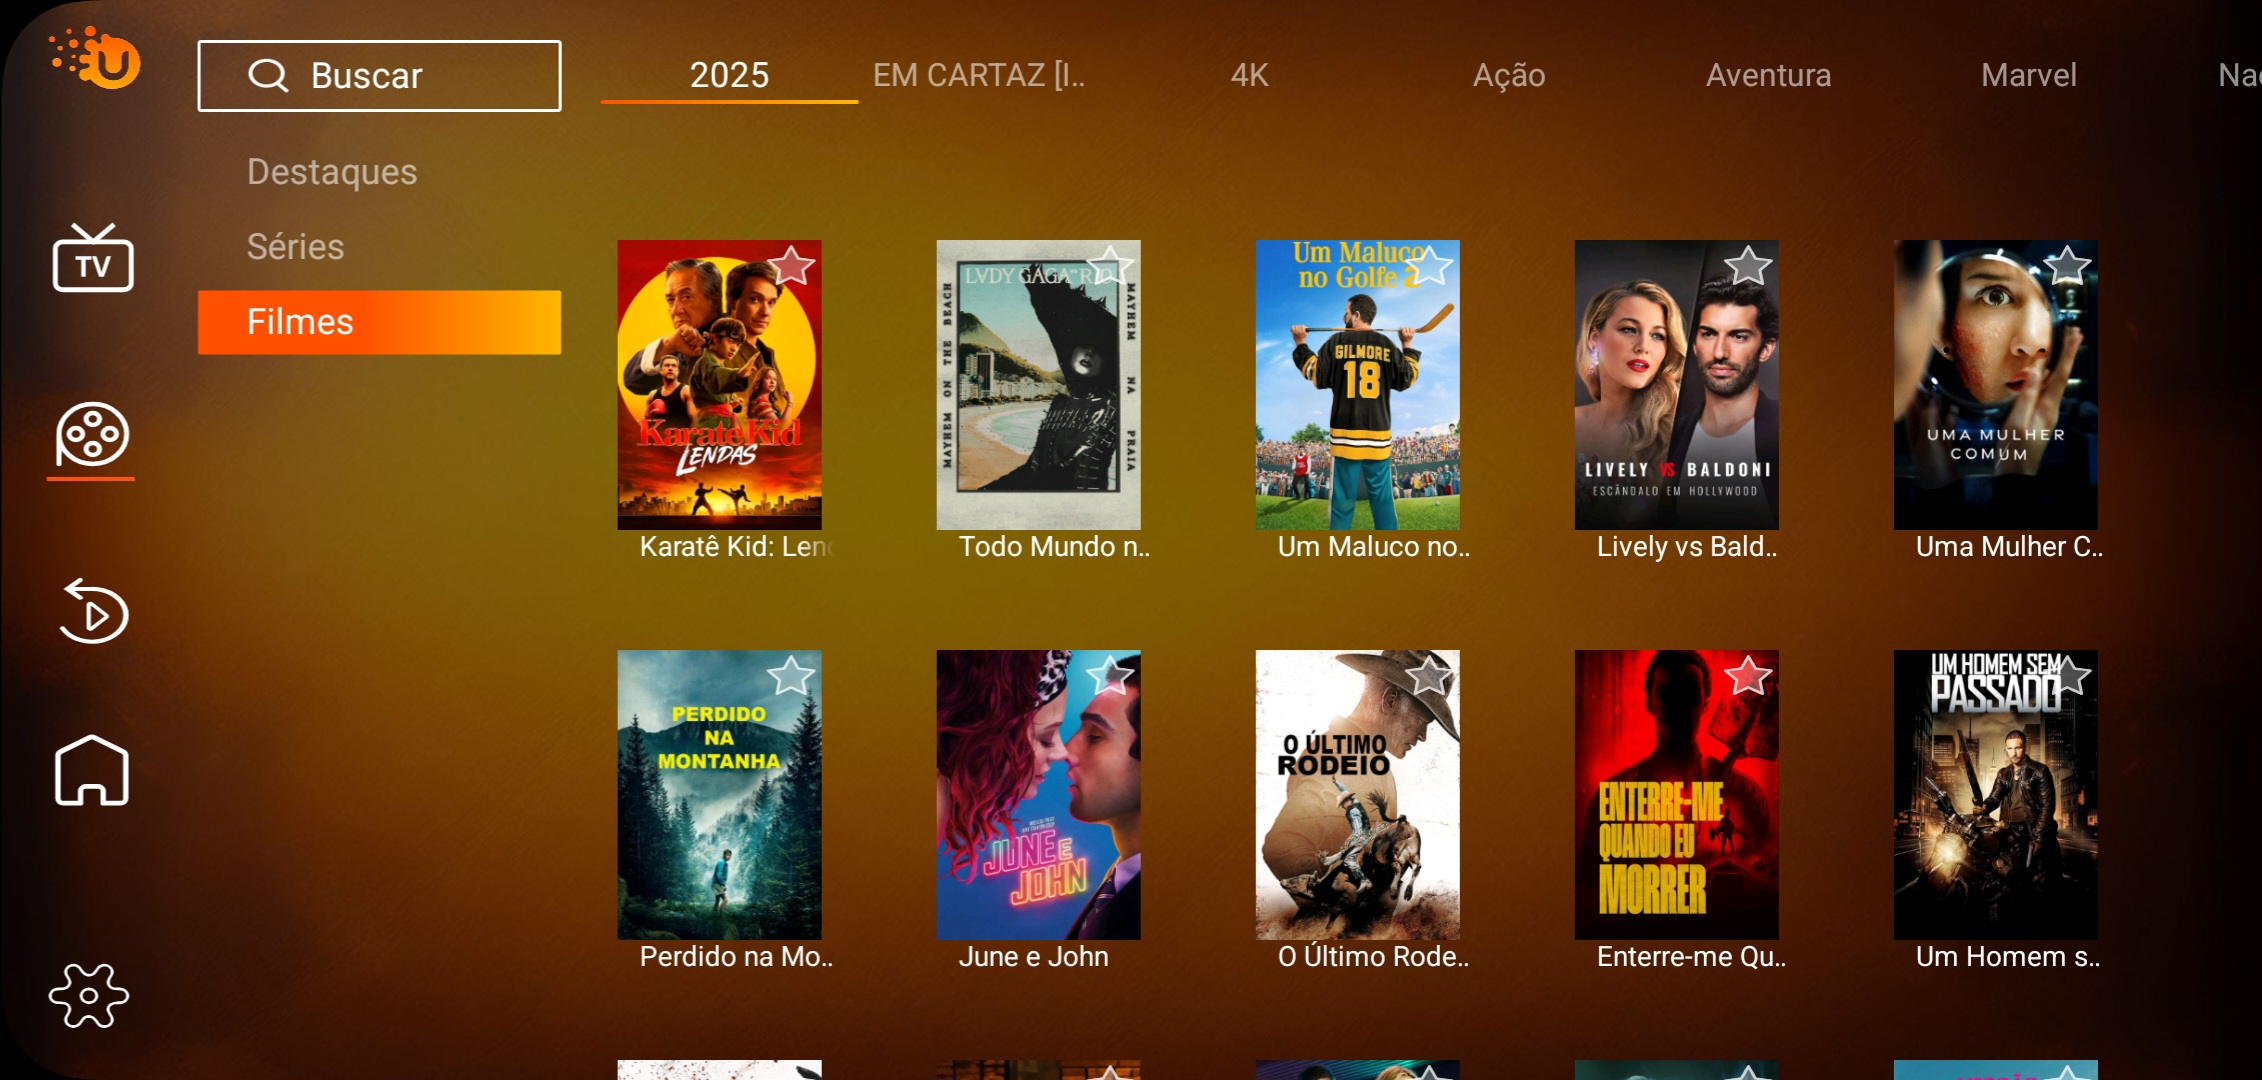 U
Buscar
2025
EM CARTAZ [I..
4K
Ação
Aventura
Marvel
Destaques
Séries
Filmes
TV
Karate Kid
LENDAS
LADY GAGA
MAYHEM ON THE BEACH
MAYHEM NA PRAIA
Um Maluco
no Golfe 2
GILMORE
18
LIVELY VS BALDONI
ESCÂNDALO EM HOLLYWOOD
UMA MULHER
COMUM
Karatê Kid: Len
Todo Mundo n..
Um Maluco no..
Lively vs Bald..
Uma Mulher C..
PERDIDO
NA
MONTANHA
JUNE E
JOHN
O ÚLTIMO
RODEIO
ENTERRE-ME
QUANDO EU
MORRER
UM HOMEM SEM
PASSADO
Perdido na Mo..
June e John
O Último Rode..
Enterre-me Qu..
Um Homem s..